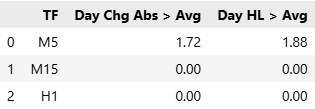 TF Day Chg Abs > Avg Day HL > Avg
0 M5 1.72 1.88
1 M15 0.00 0.00
2 H1 0.00 0.00